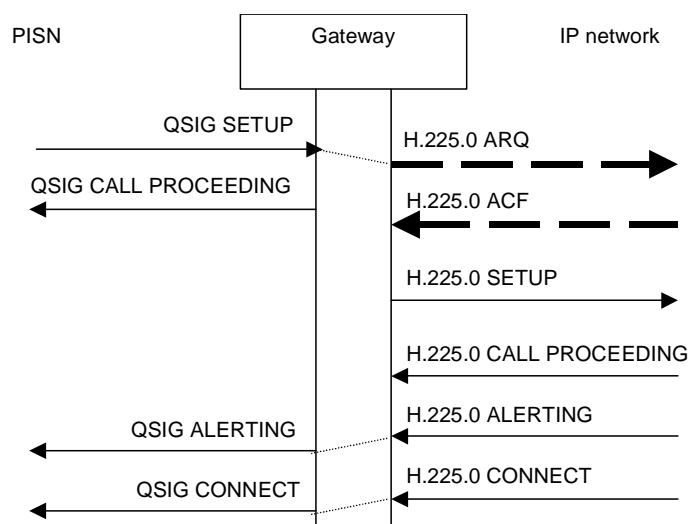 PISN
Gateway
IP network
QSIG SETUP
H.225.0 ARQ
QSIG CALL PROCEEDING
H.225.0 ACF
H.225.0 SETUP
H.225.0 CALL PROCEEDING
QSIG ALERTING
H.225.0 ALERTING
QSIG CONNECT
H.225.0 CONNECT